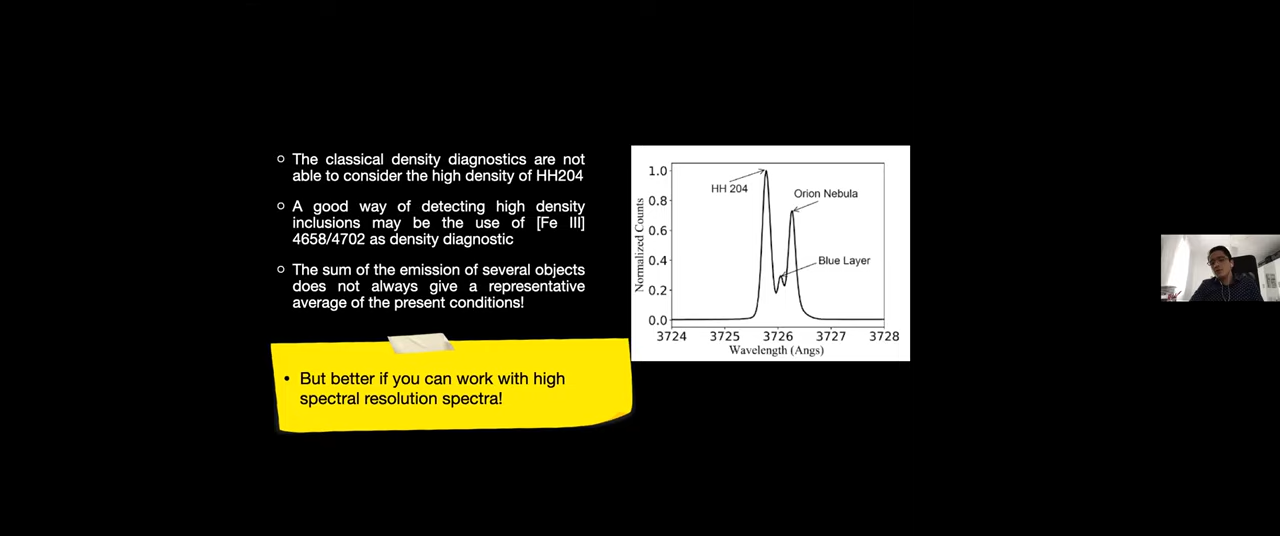 ○ The classical density diagnostics are not
able to consider the high density of HH204
○ A good way of detecting high density
inclusions may be the use of [Fe III]
4658/4702 as density diagnostic
○ The sum of the emission of several objects
does not always give a representative
average of the present conditions!
• But better if you can work with high
spectral resolution spectra!
Normalized Counts
1.0
0.8
0.6
0.4
0.2
0.0
HH 204
Orion Nebula
Blue Layer
3724 3725 3726 3727 3728
Wavelength (Angs)